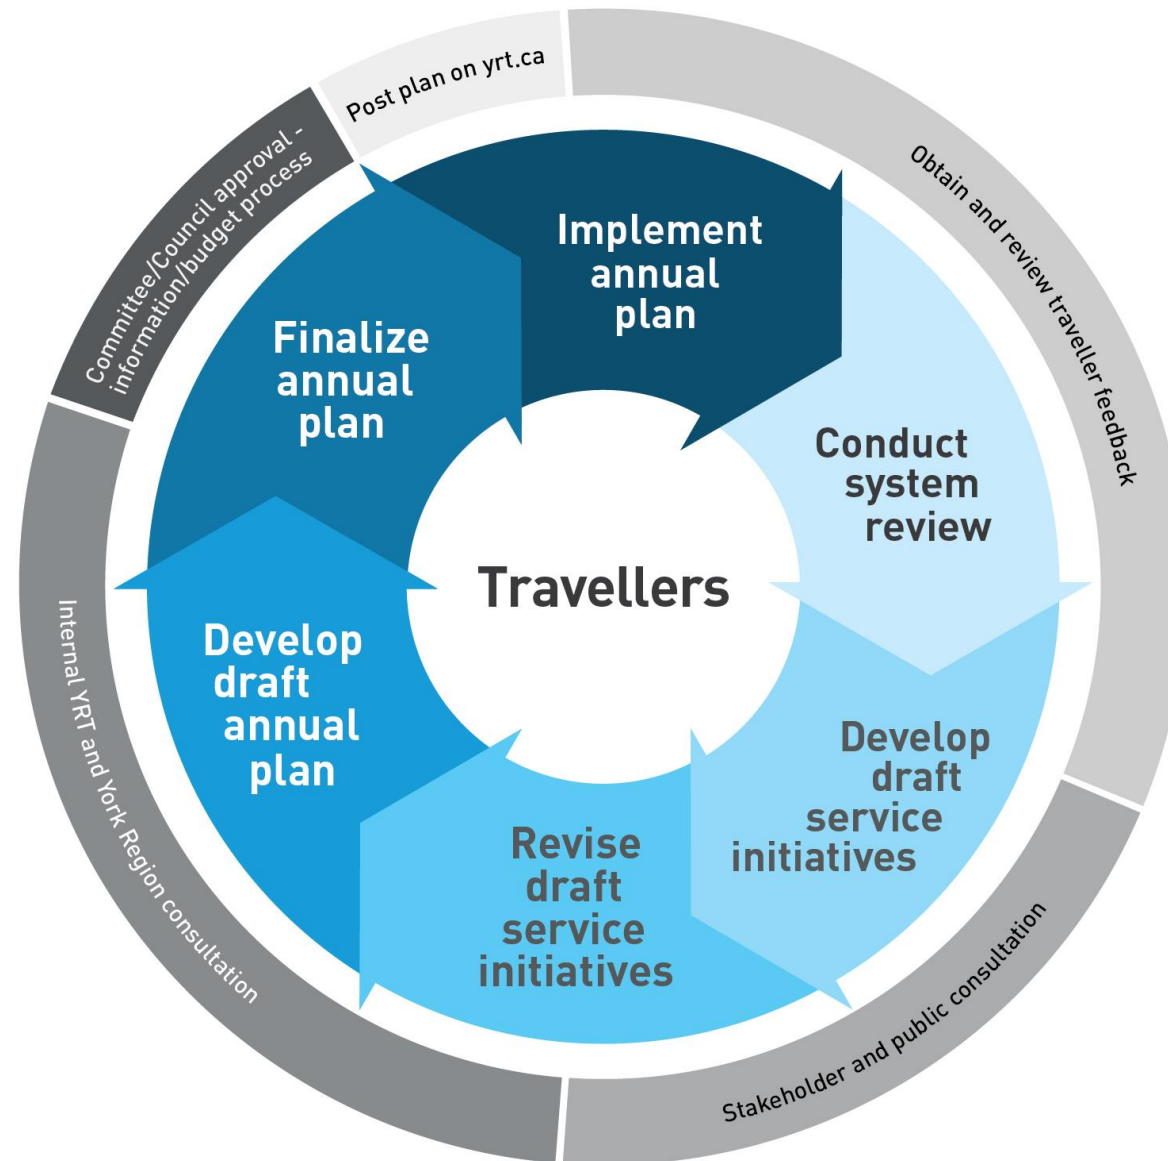 Post plan on yrt.ca
Obtain and review traveller feedback
Stakeholder and public consultation
Internal YRT and York Region consultation
Committee/Council approval -
information/budget process
Implement
annual
plan
Conduct
system
review
Develop
draft
service
initiatives
Revise
draft
service
initiatives
Develop
draft
annual
plan
Finalize
annual
plan
Travellers